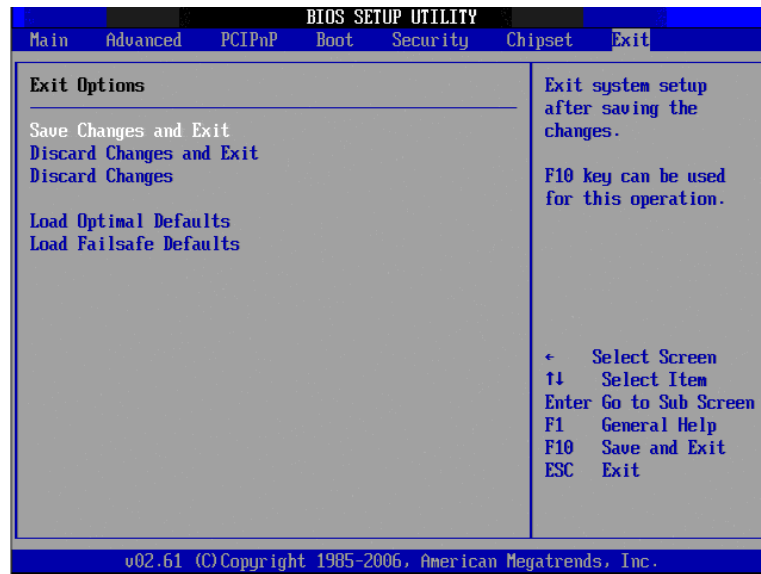 BIOS SETUP UTILITY
Main Advanced PCIPnP Boot Security Chipset Exit
Exit Options
Save Changes and Exit
Discard Changes and Exit
Discard Changes
Load Optimal Defaults
Load Failsafe Defaults
Exit system setup
after saving the
changes.
F10 key can be used
for this operation.
← Select Screen
↑↓ Select Item
Enter Go to Sub Screen
F1 General Help
F10 Save and Exit
ESC Exit
v02.61 (C)Copyright 1985-2006, American Megatrends, Inc.